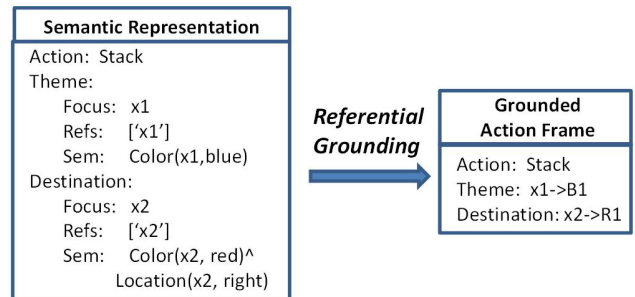 Semantic Representation
Action: Stack
Theme:
Focus: x1
Refs: ['x1']
Sem: Color(x1,blue)
Destination:
Focus: x2
Refs: ['x2']
Sem: Color(x2, red)^
Location(x2, right)
Referential
Grounding
Grounded
Action Frame
Action: Stack
Theme: x1->B1
Destination: x2->R1